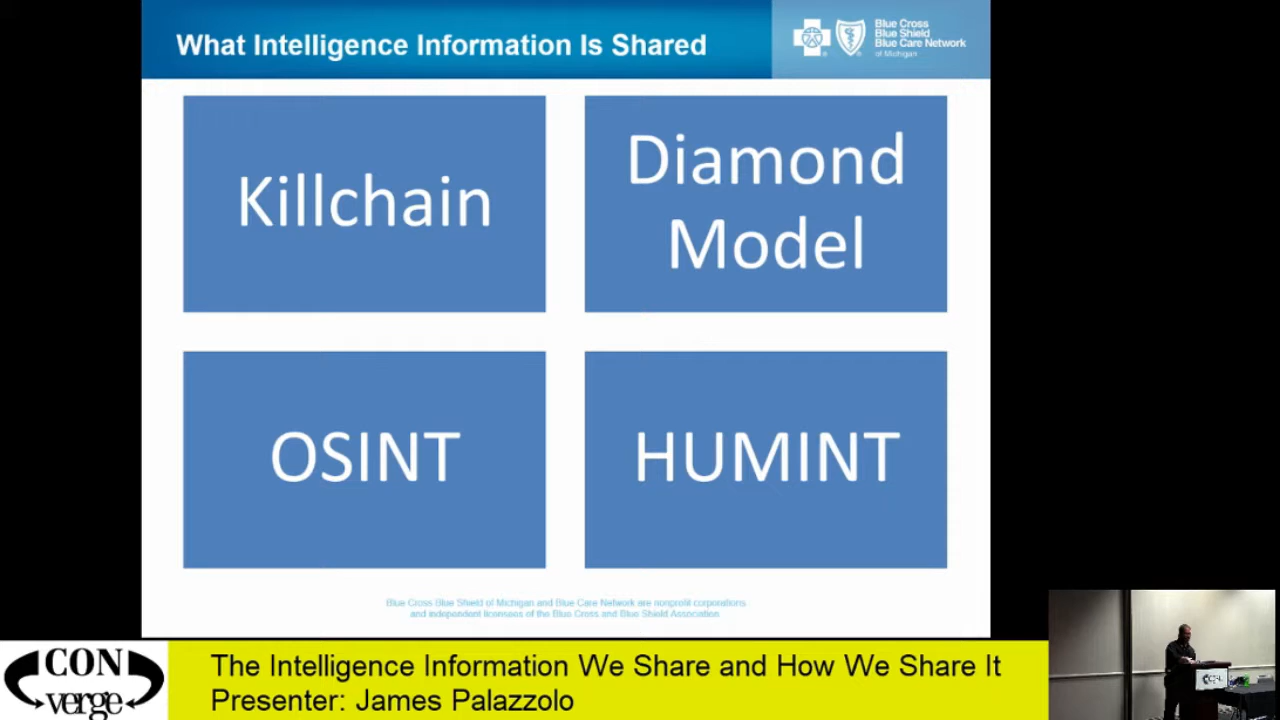 What Intelligence Information Is Shared
Blue Cross
Blue Shield
Blue Care Network
of Michigan
Killchain
Diamond
Model
OSINT
HUMINT
Blue Cross Blue Shield of Michigan and Blue Care Network are nonprofit corporations
and independent licensees of the Blue Cross and Blue Shield Association.
CON
verge
The Intelligence Information We Share and How We Share It
Presenter: James Palazzolo